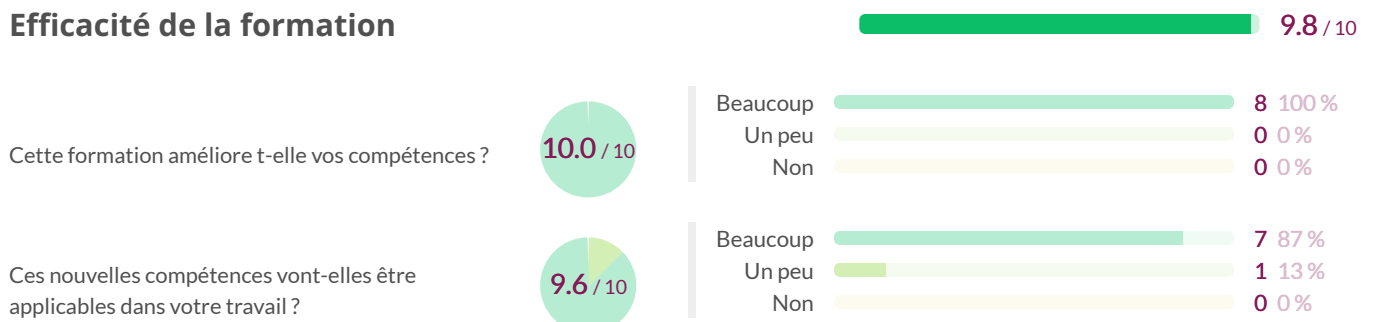 Efficacité de la formation
9.8 / 10
Cette formation améliore t-elle vos compétences ?
10.0 / 10
Beaucoup 8 100 %
Un peu 0 0 %
Non 0 0 %
Ces nouvelles compétences vont-elles être
applicables dans votre travail ?
9.6 / 10
Beaucoup 7 87 %
Un peu 1 13 %
Non 0 0 %